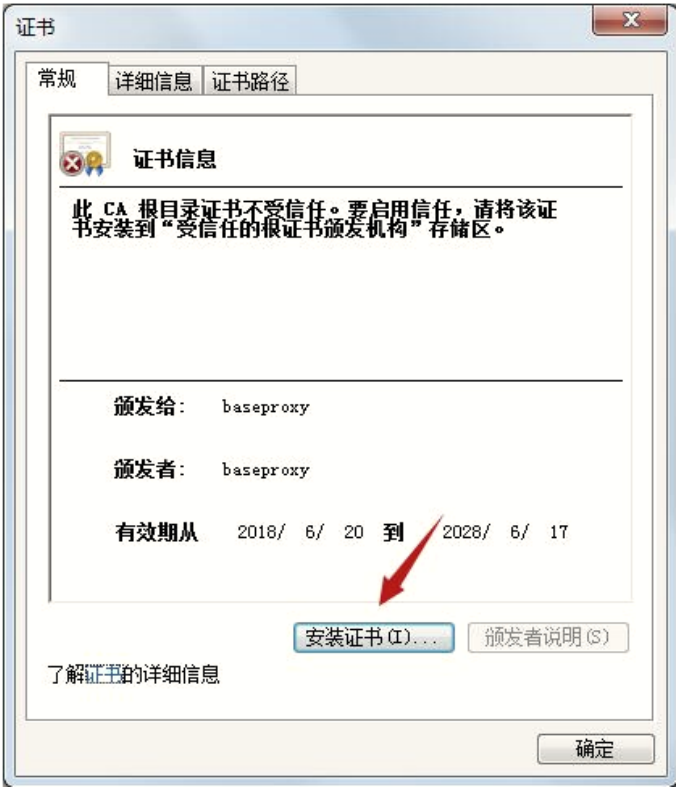 证书
常规 详细信息 证书路径
证书信息
此 CA 根目录证书不受信任。要启用信任，请将该证
书安装到“受信任的根证书颁发机构”存储区。
颁发给： baseproxy
颁发者： baseproxy
有效期从 2018/ 6/ 20 到 2028/ 6/ 17
安装证书(I)... 颁发者说明(S)
了解证书的详细信息
确定